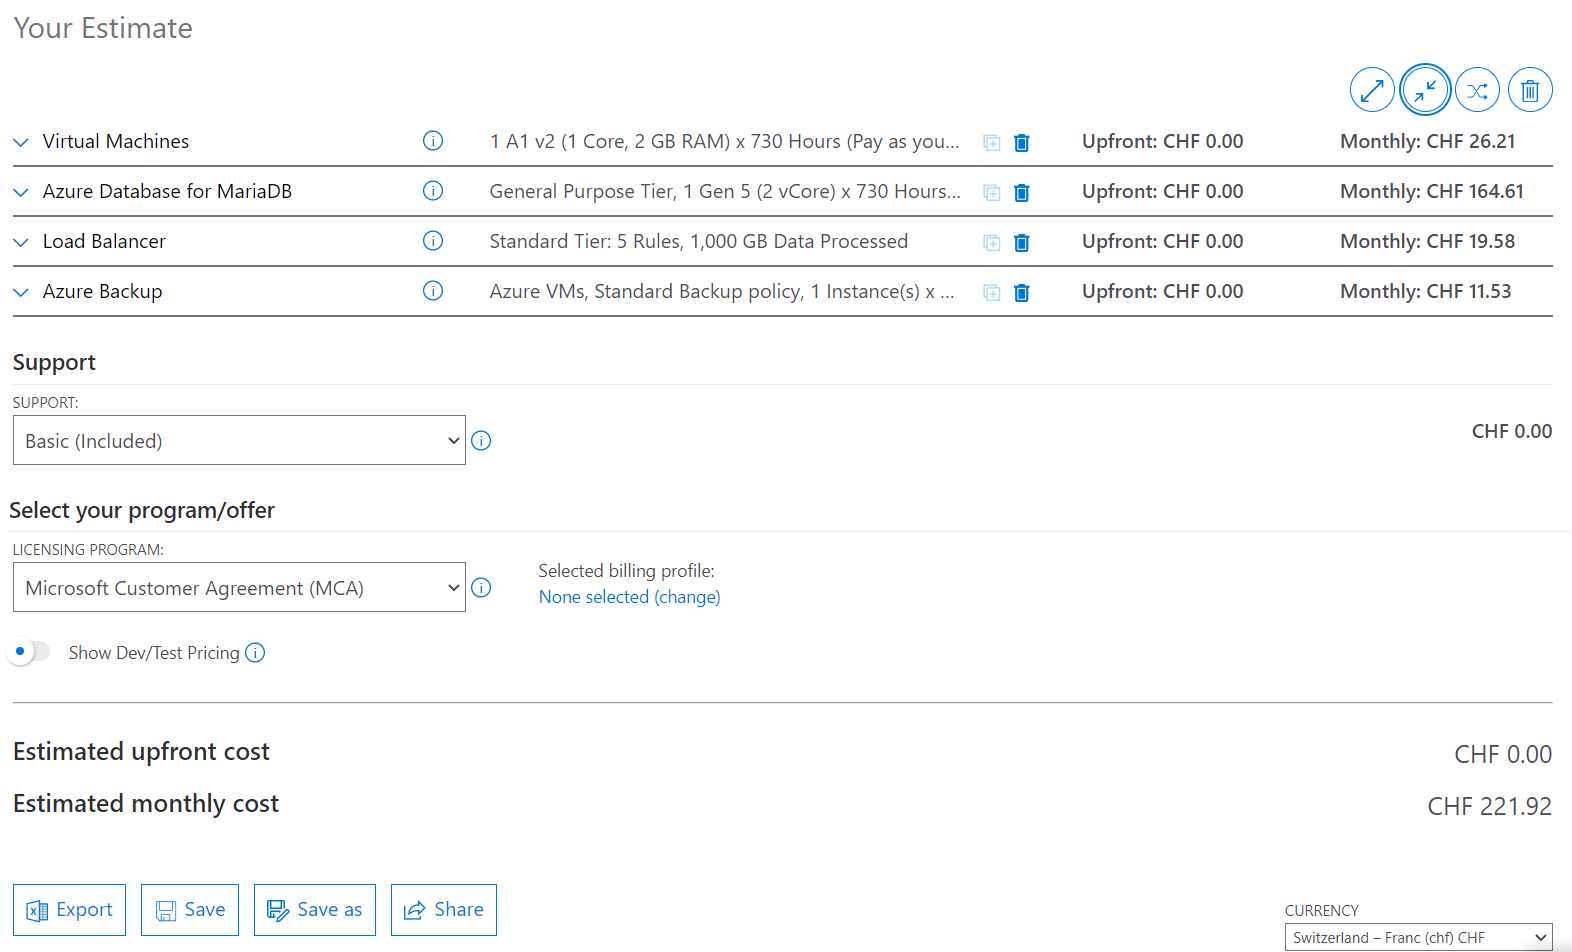 Your Estimate
Virtual Machines 1 A1 v2 (1 Core, 2 GB RAM) x 730 Hours (Pay as you... Upfront: CHF 0.00 Monthly: CHF 26.21
Azure Database for MariaDB General Purpose Tier, 1 Gen 5 (2 vCore) x 730 Hours... Upfront: CHF 0.00 Monthly: CHF 164.61
Load Balancer Standard Tier: 5 Rules, 1,000 GB Data Processed Upfront: CHF 0.00 Monthly: CHF 19.58
Azure Backup Azure VMs, Standard Backup policy, 1 Instance(s) x ... Upfront: CHF 0.00 Monthly: CHF 11.53
Support
SUPPORT:
Basic (Included) CHF 0.00
Select your program/offer
LICENSING PROGRAM:
Microsoft Customer Agreement (MCA)
Selected billing profile:
None selected (change)
Show Dev/Test Pricing
Estimated upfront cost CHF 0.00
Estimated monthly cost CHF 221.92
Export Save Save as Share
CURRENCY
Switzerland – Franc (chf) CHF